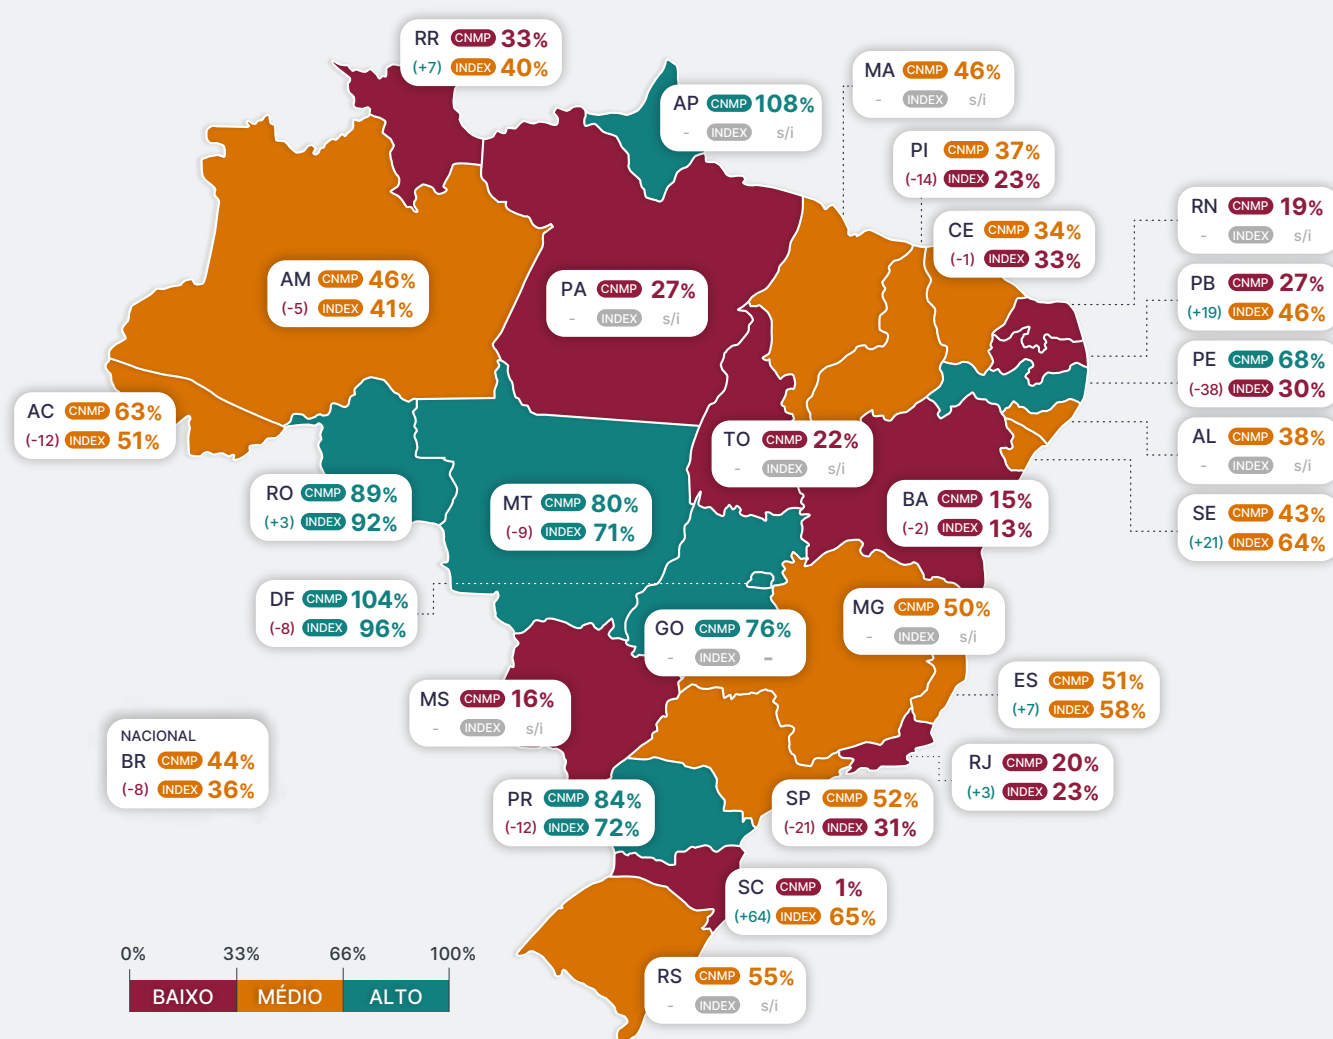 RR CNMP 33%
(+7) INDEX 40%
AP CNMP 108%
- INDEX s/i
MA CNMP 46%
- INDEX s/i
PI CNMP 37%
(-14) INDEX 23%
CE CNMP 34%
(-1) INDEX 33%
RN CNMP 19%
- INDEX s/i
PB CNMP 27%
(+19) INDEX 46%
PE CNMP 68%
(-38) INDEX 30%
AL CNMP 38%
- INDEX s/i
SE CNMP 43%
(+21) INDEX 64%
AM CNMP 46%
(-5) INDEX 41%
PA CNMP 27%
- INDEX s/i
AC CNMP 63%
(-12) INDEX 51%
TO CNMP 22%
- INDEX s/i
RO CNMP 89%
(+3) INDEX 92%
MT CNMP 80%
(-9) INDEX 71%
BA CNMP 15%
(-2) INDEX 13%
DF CNMP 104%
(-8) INDEX 96%
GO CNMP 76%
- INDEX -
MG CNMP 50%
- INDEX s/i
MS CNMP 16%
- INDEX s/i
ES CNMP 51%
(+7) INDEX 58%
NACIONAL
BR CNMP 44%
(-8) INDEX 36%
RJ CNMP 20%
(+3) INDEX 23%
PR CNMP 84%
(-12) INDEX 72%
SP CNMP 52%
(-21) INDEX 31%
SC CNMP 1%
(+64) INDEX 65%
RS CNMP 55%
- INDEX s/i
0% 33% 66% 100%
BAIXO MÉDIO ALTO